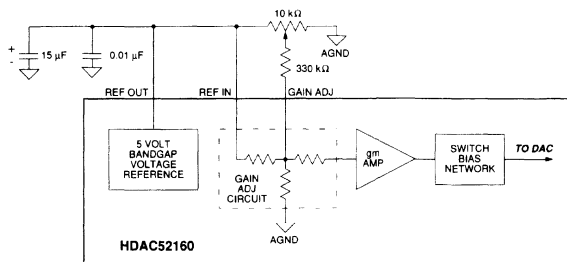 10 kΩ
AGND
+
-
15 μF
0.01 μF
330 kΩ
REF OUT
REF IN
GAIN ADJ
5 VOLT
BANDGAP
VOLTAGE
REFERENCE
GAIN
ADJ
CIRCUIT
gm
AMP
SWITCH
BIAS
NETWORK
TO DAC
AGND
HDAC52160